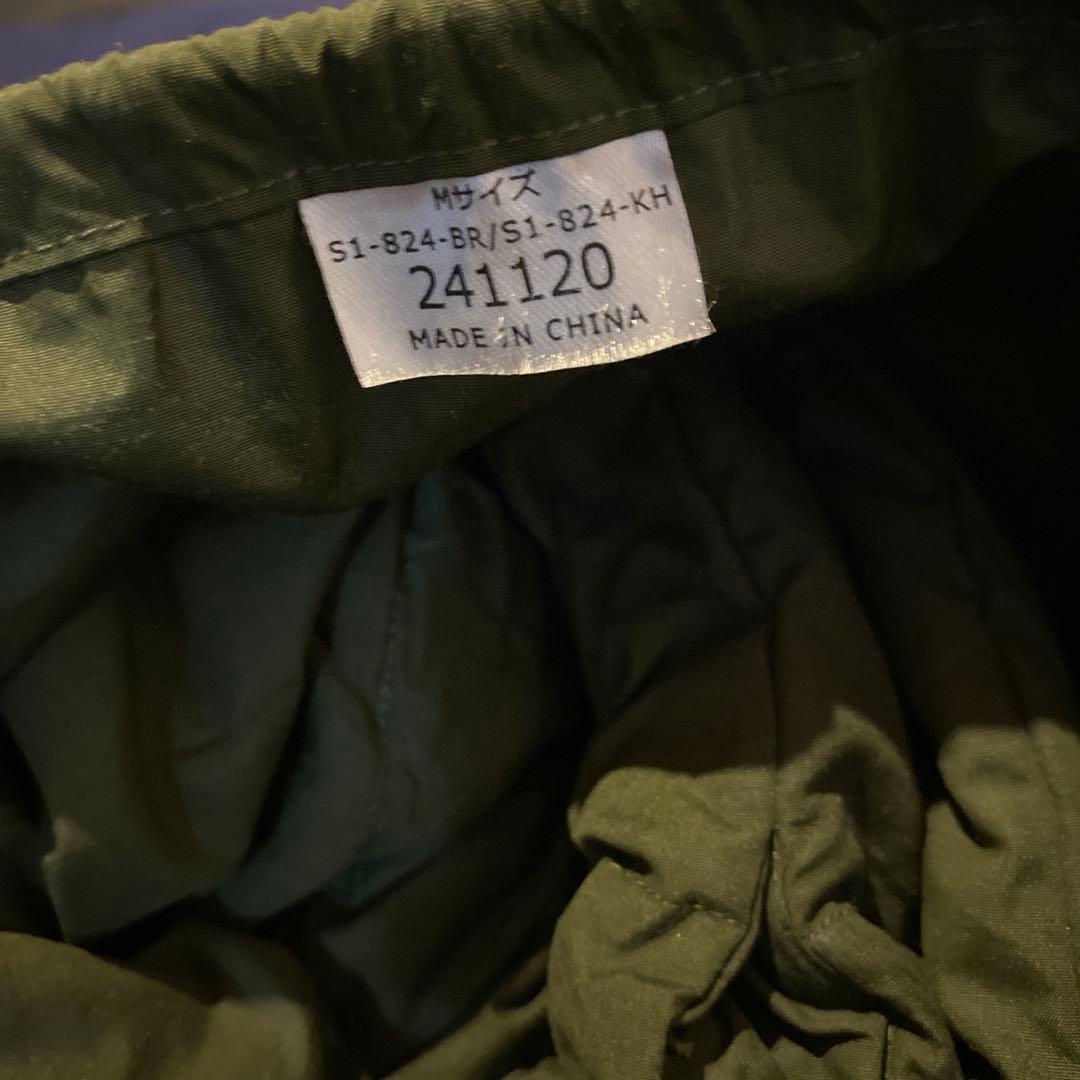 Mサイズ
S1-824-BR/S1-824-KH
241120
MADE IN CHINA